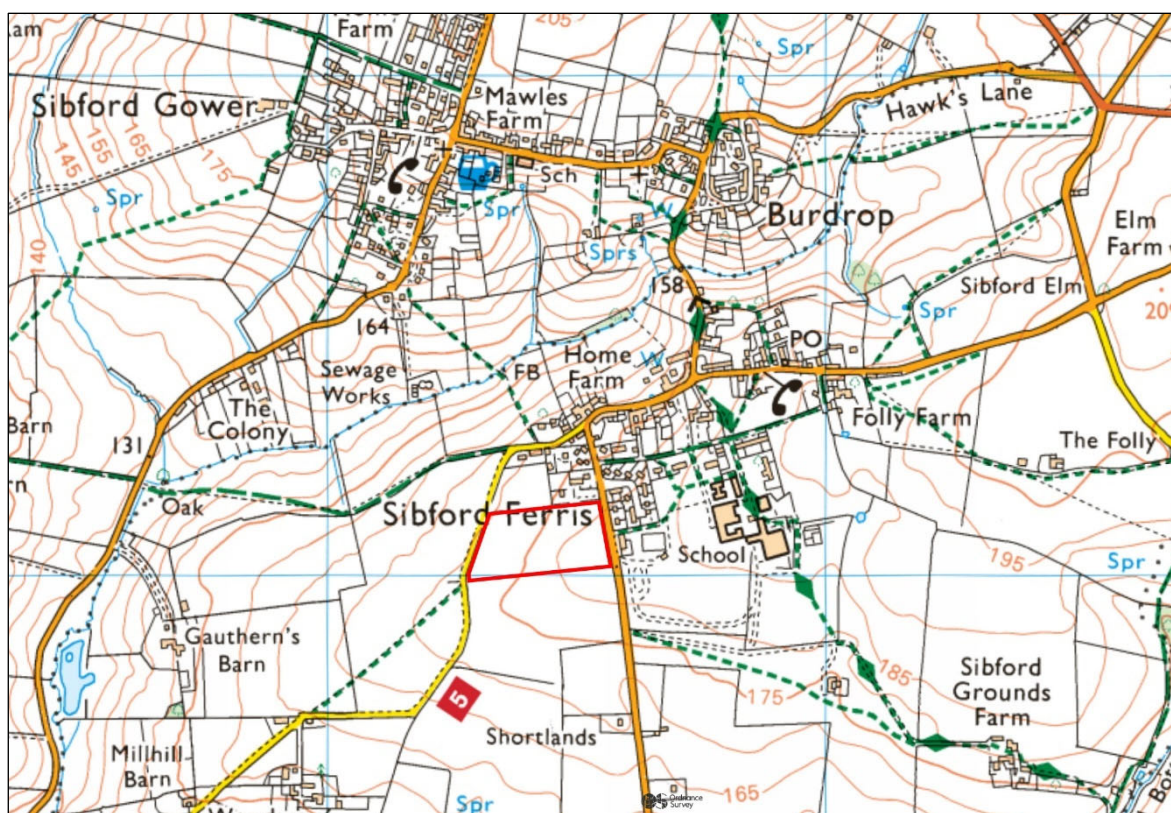 205
Farm
Spr
Sibford Gower
Mawles
Farm
Hawk's Lane
165
155
145
175
Sch
Spr
Spr
W
Burdrop
Elm
Farm
140
Sprs
158
Sibford Elm
Spr
20
164
PO
Home
Farm
W
FB
Sewage
Works
The
Colony
Folly Farm
The Folly
Barn
131
Oak
Sibford Ferris
School
195
Spr
Gauthern's
Barn
5
175
185
Sibford
Grounds
Farm
Shortlands
Millhill
Barn
Spr
165
Ordnance
Survey